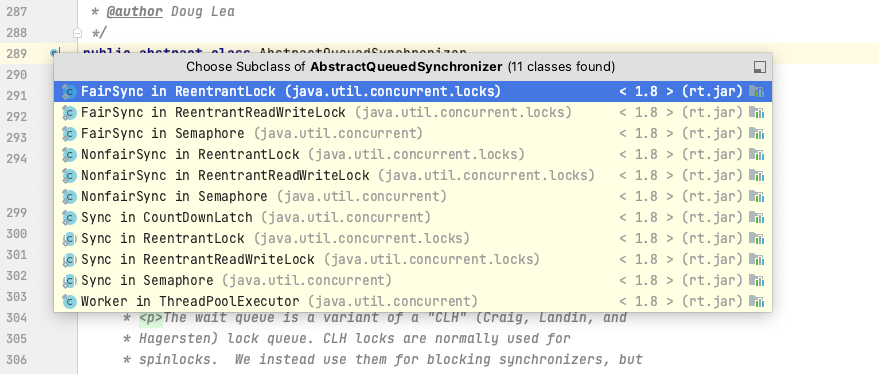 287 * @author Doug Lea
288 */
289 public abstract class AbstractQueuedSynchronizer
Choose Subclass of AbstractQueuedSynchronizer (11 classes found)
290
FairSync in ReentrantLock (java.util.concurrent.locks) < 1.8 > (rt.jar)
291
FairSync in ReentrantReadWriteLock (java.util.concurrent.locks) < 1.8 > (rt.jar)
292
FairSync in Semaphore (java.util.concurrent) < 1.8 > (rt.jar)
293
NonfairSync in ReentrantLock (java.util.concurrent.locks) < 1.8 > (rt.jar)
294
NonfairSync in ReentrantReadWriteLock (java.util.concurrent.locks) < 1.8 > (rt.jar)
NonfairSync in Semaphore (java.util.concurrent) < 1.8 > (rt.jar)
299
Sync in CountDownLatch (java.util.concurrent) < 1.8 > (rt.jar)
300
Sync in ReentrantLock (java.util.concurrent.locks) < 1.8 > (rt.jar)
301
Sync in ReentrantReadWriteLock (java.util.concurrent.locks) < 1.8 > (rt.jar)
302
Sync in Semaphore (java.util.concurrent) < 1.8 > (rt.jar)
303
Worker in ThreadPoolExecutor (java.util.concurrent) < 1.8 > (rt.jar)
304 * <p>The wait queue is a variant of a "CLH" (Craig, Landin, and
305 * Hagersten) lock queue. CLH locks are normally used for
306 * spinlocks. We instead use them for blocking synchronizers, but